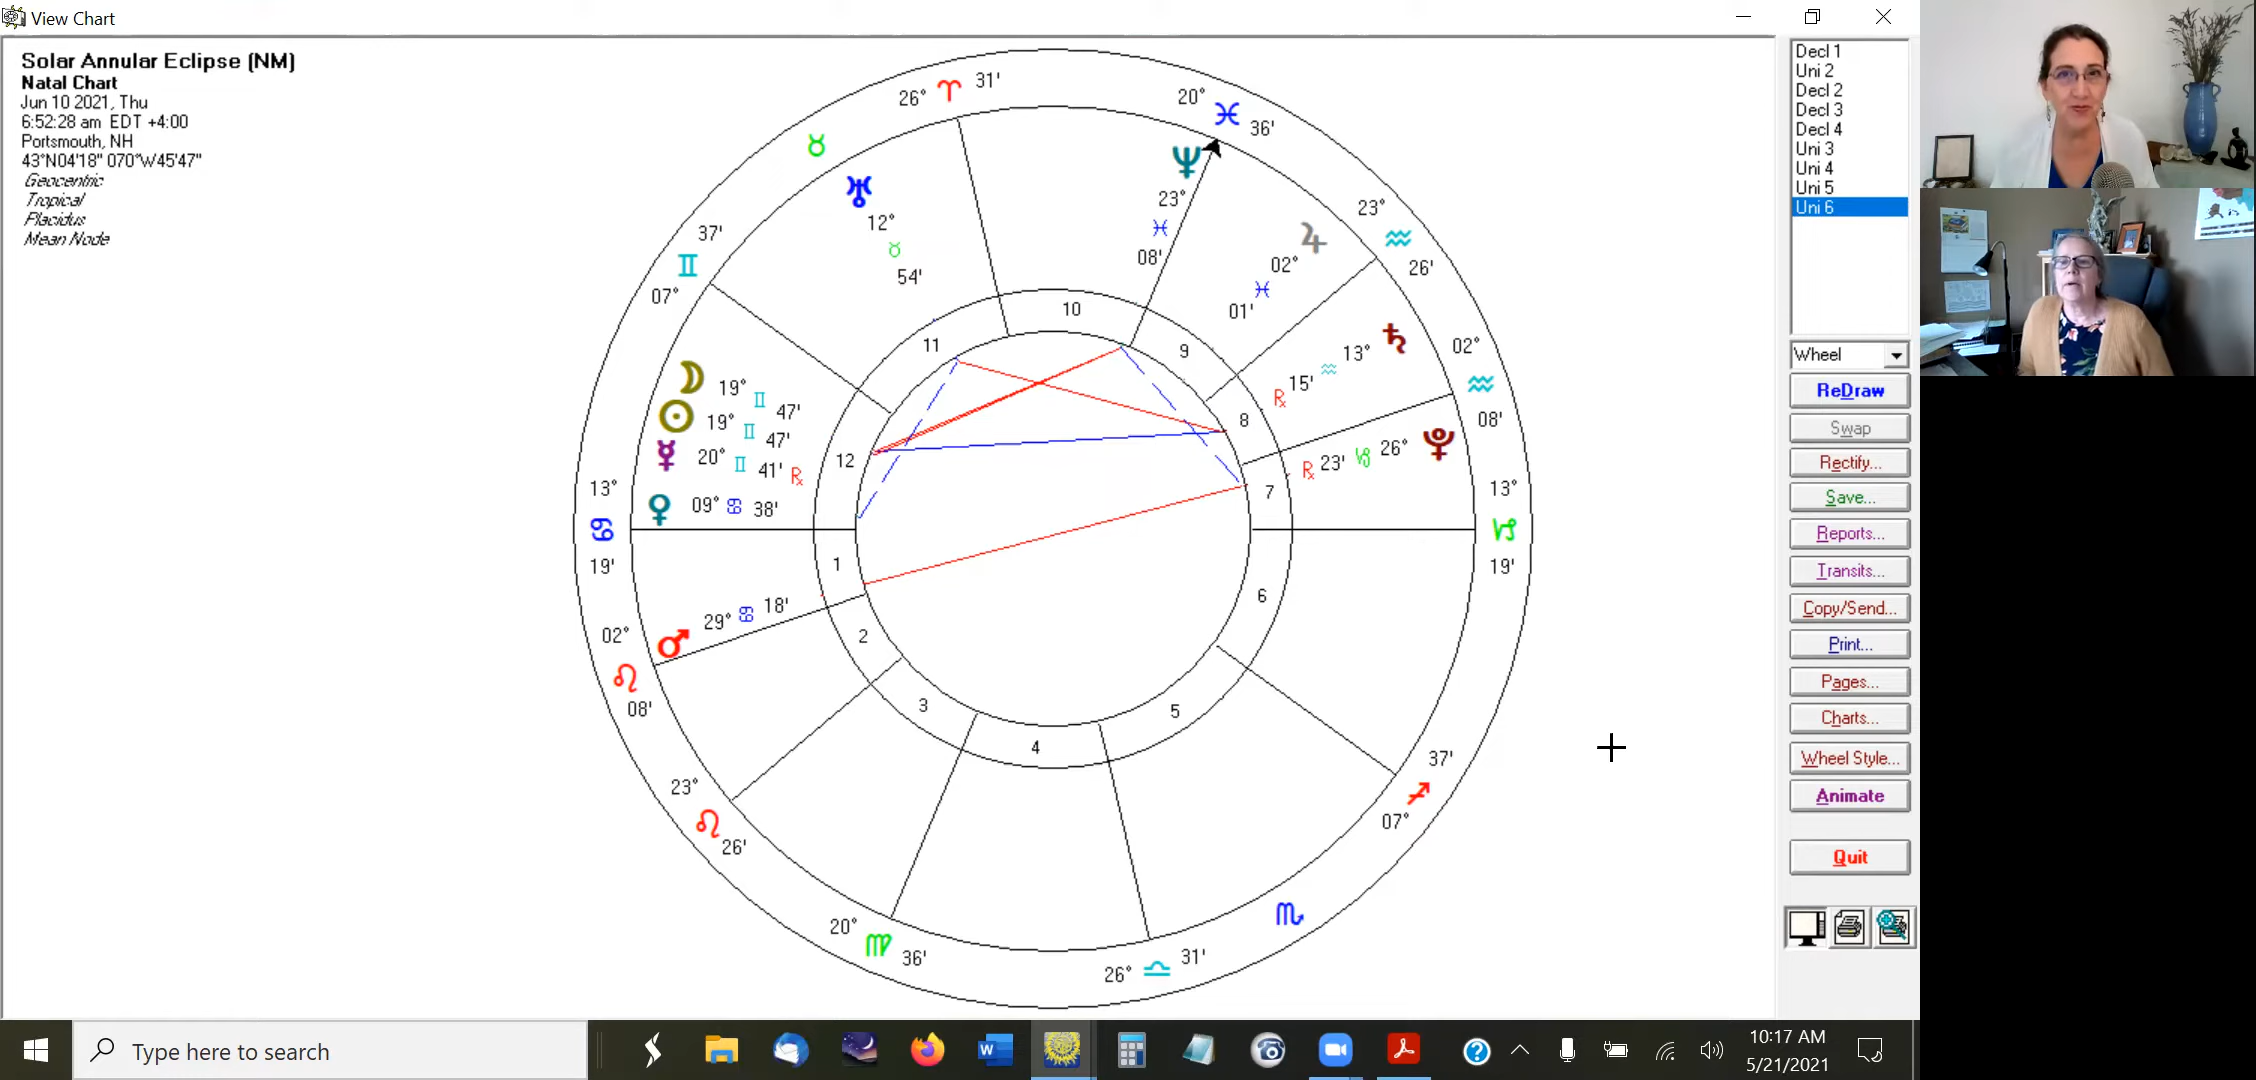 View Chart
Solar Annular Eclipse (NM)
Natal Chart
Jun 10 2021, Thu
6:52:28 am EDT +4:00
Portsmouth, NH
43°N04'18" 070°W45'47"
Geocentric
Tropical
Placidus
Mean Node
26° ♈ 31'
20° ♓ 36'
♉
23° ♒ 26'
37' ♊ 07°
02° ♒ 08'
13° ♋ 19'
13° ♑ 19'
02° ♌ 08'
23° ♌ 26'
20° ♍ 36'
26° ♎ 31'
♏
37' ♐ 07°
♅ 12° ♉ 54'
♆ 23° ♓ 08'
♃ 02° ♓ 01'
♄ 13° ♒ 15' ℞
♇ 26° ♑ 23' ℞
☽ 19° ♊ 47'
☉ 19° ♊ 47'
☿ 20° ♊ 41' ℞
♀ 09° ♋ 38'
♂ 29° ♋ 18'
1
2
3
4
5
6
7
8
9
10
11
12
Decl 1
Uni 2
Decl 2
Decl 3
Decl 4
Uni 3
Uni 4
Uni 5
Uni 6
Wheel
ReDraw
Swap
Rectify...
Save...
Reports...
Transits...
Copy/Send...
Print...
Pages...
Charts...
Wheel Style...
Animate
Quit
Type here to search
10:17 AM
5/21/2021